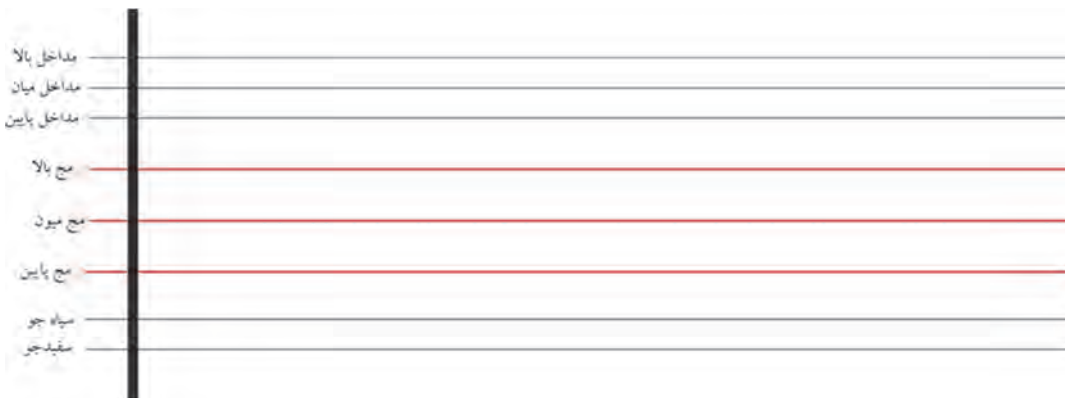 مداخل بالا
مداخل میان
مداخل پایین
مچ بالا
مچ میون
مچ پایین
سیاه جو
سفیدجو